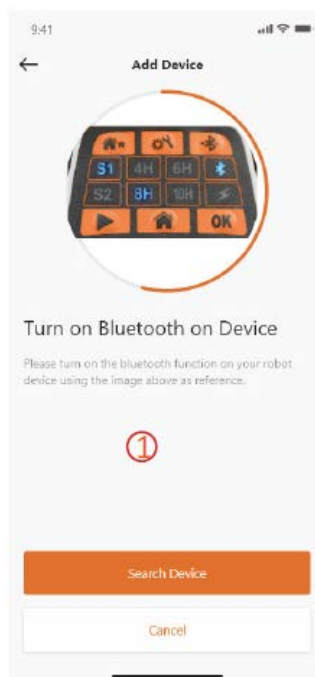 9:41
Add Device
S1 4H 6H
S2 8H 10H
OK
Turn on Bluetooth on Device
Please turn on the bluetooth function on your robot
device using the image above as reference.
①
Search Device
Cancel